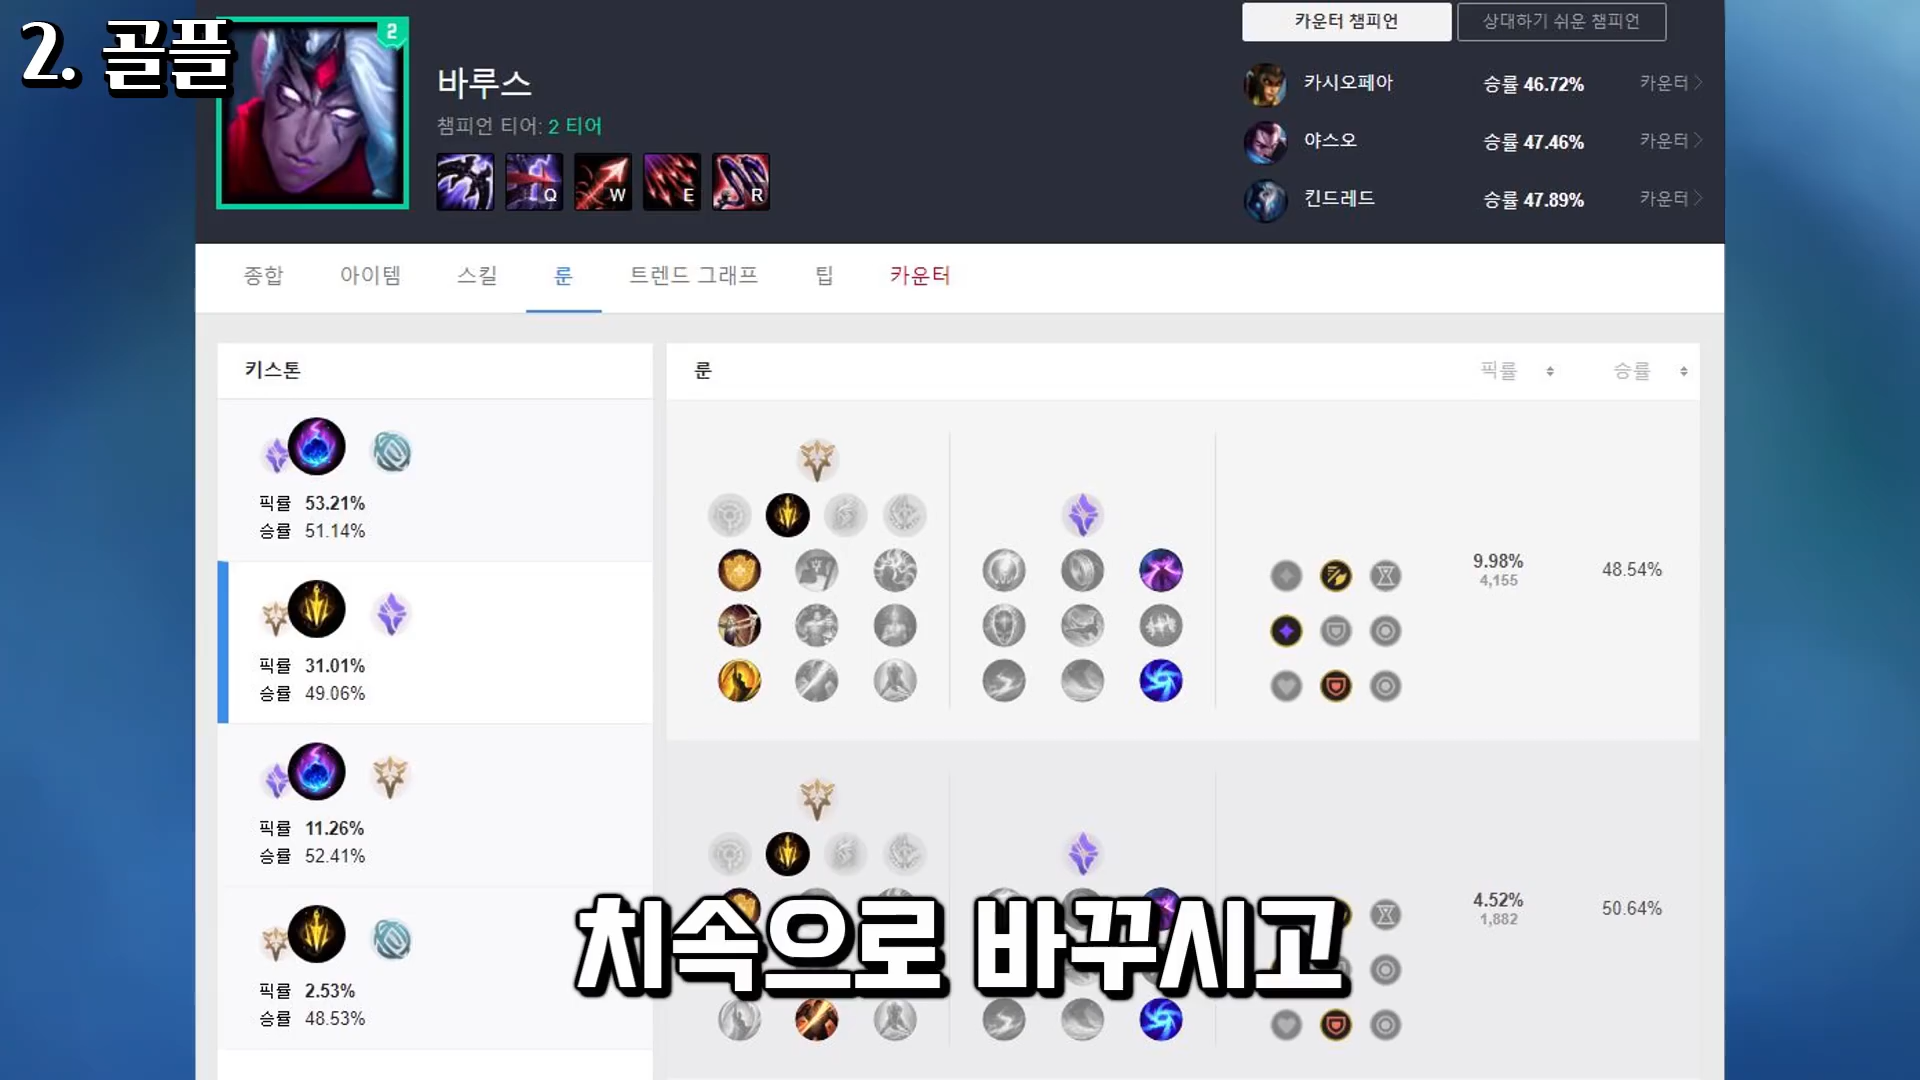 2. 골플
2
바루스
챔피언 티어: 2 티어
Q
W
E
R
카운터 챔피언
상대하기 쉬운 챔피언
카시오페아 승률 46.72% 카운터
야스오 승률 47.46% 카운터
킨드레드 승률 47.89% 카운터
종합 아이템 스킬 룬 트렌드 그래프 팁 카운터
키스톤
픽률 53.21%
승률 51.14%
픽률 31.01%
승률 49.06%
픽률 11.26%
승률 52.41%
픽률 2.53%
승률 48.53%
룬 픽률 승률
9.98%
4,155
48.54%
4.52%
1,882
50.64%
치속으로 바꾸시고